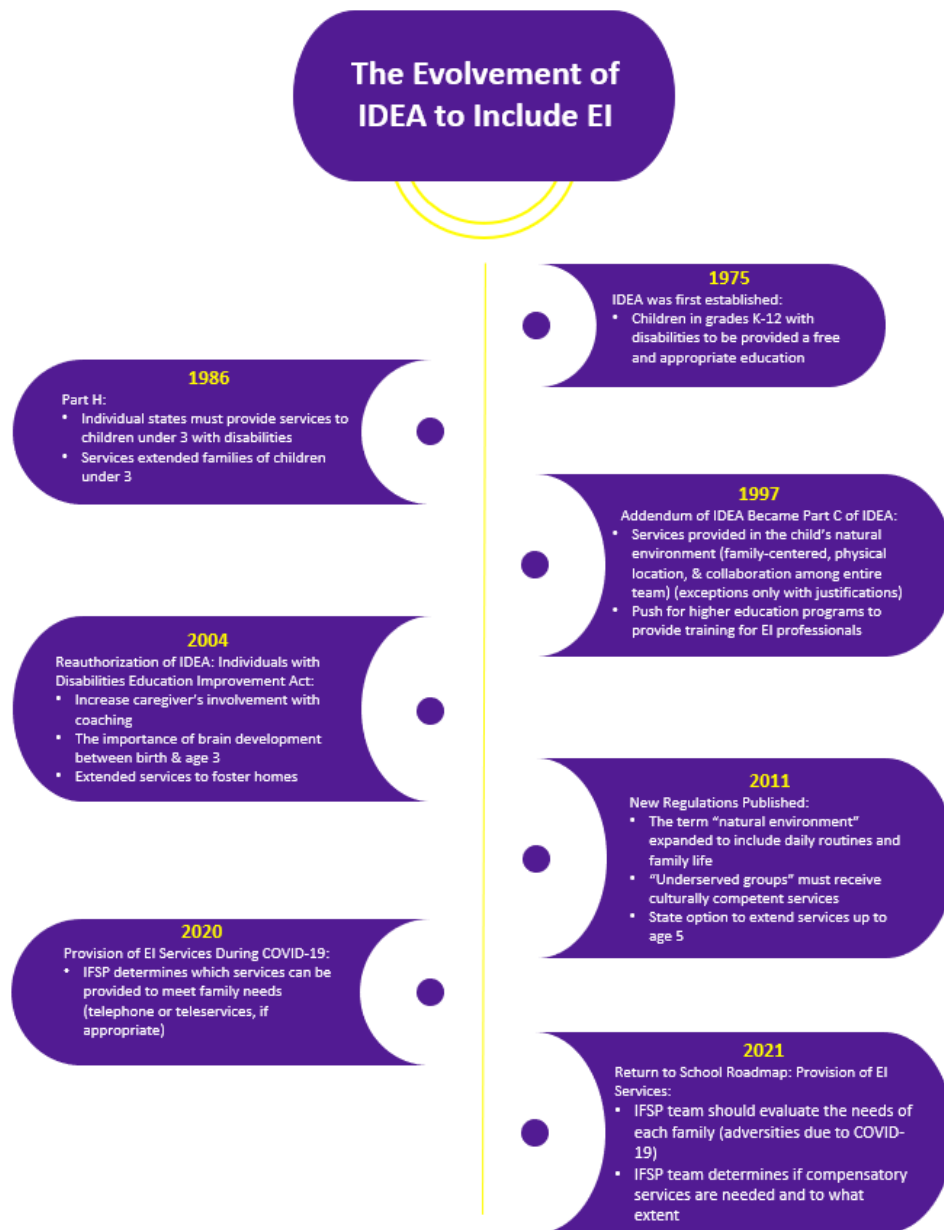 The Evolvement of
IDEA to Include EI
1975
IDEA was first established:
• Children in grades K-12 with
disabilities to be provided a free
and appropriate education
1986
Part H:
• Individual states must provide services to
children under 3 with disabilities
• Services extended families of children
under 3
1997
Addendum of IDEA Became Part C of IDEA:
• Services provided in the child's natural
environment (family-centered, physical
location, & collaboration among entire
team) (exceptions only with justifications)
• Push for higher education programs to
provide training for EI professionals
2004
Reauthorization of IDEA: Individuals with
Disabilities Education Improvement Act:
• Increase caregiver's involvement with
coaching
• The importance of brain development
between birth & age 3
• Extended services to foster homes
2011
New Regulations Published:
• The term “natural environment”
expanded to include daily routines and
family life
• “Underserved groups” must receive
culturally competent services
• State option to extend services up to
age 5
2020
Provision of EI Services During COVID-19:
• IFSP determines which services can be
provided to meet family needs
(telephone or teleservices, if
appropriate)
2021
Return to School Roadmap: Provision of EI
Services:
• IFSP team should evaluate the needs of
each family (adversities due to COVID-
19)
• IFSP team determines if compensatory
services are needed and to what
extent